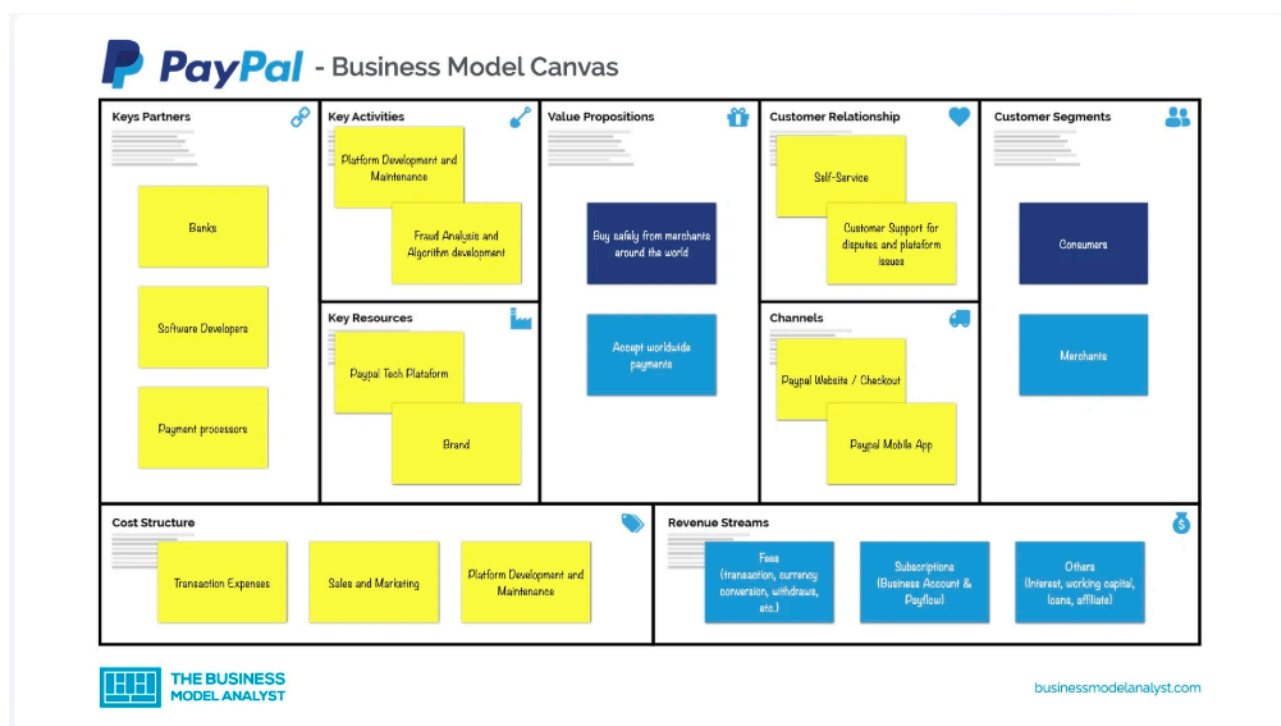 PayPal - Business Model Canvas
Keys Partners
Banks
Software Developers
Payment processors
Key Activities
Platform Development and
Maintenance
Fraud Analysis and
Algorithm development
Key Resources
Paypal Tech Plataform
Brand
Value Propositions
Buy safely from merchants
around the world
Accept worldwide
payments
Customer Relationship
Self-Service
Customer Support for
disputes and plataform
issues
Channels
Paypal Website / Checkout
Paypal Mobile App
Customer Segments
Consumers
Merchants
Cost Structure
Transaction Expenses
Sales and Marketing
Platform Development and
Maintenance
Revenue Streams
Fees
(transaction, currency
conversion, withdraws,
etc.)
Subscriptions
(Business Account &
Payflow)
Others
(Interest, working capital,
loans, affiliate)
$
THE BUSINESS
MODEL ANALYST
businessmodelanalyst.com